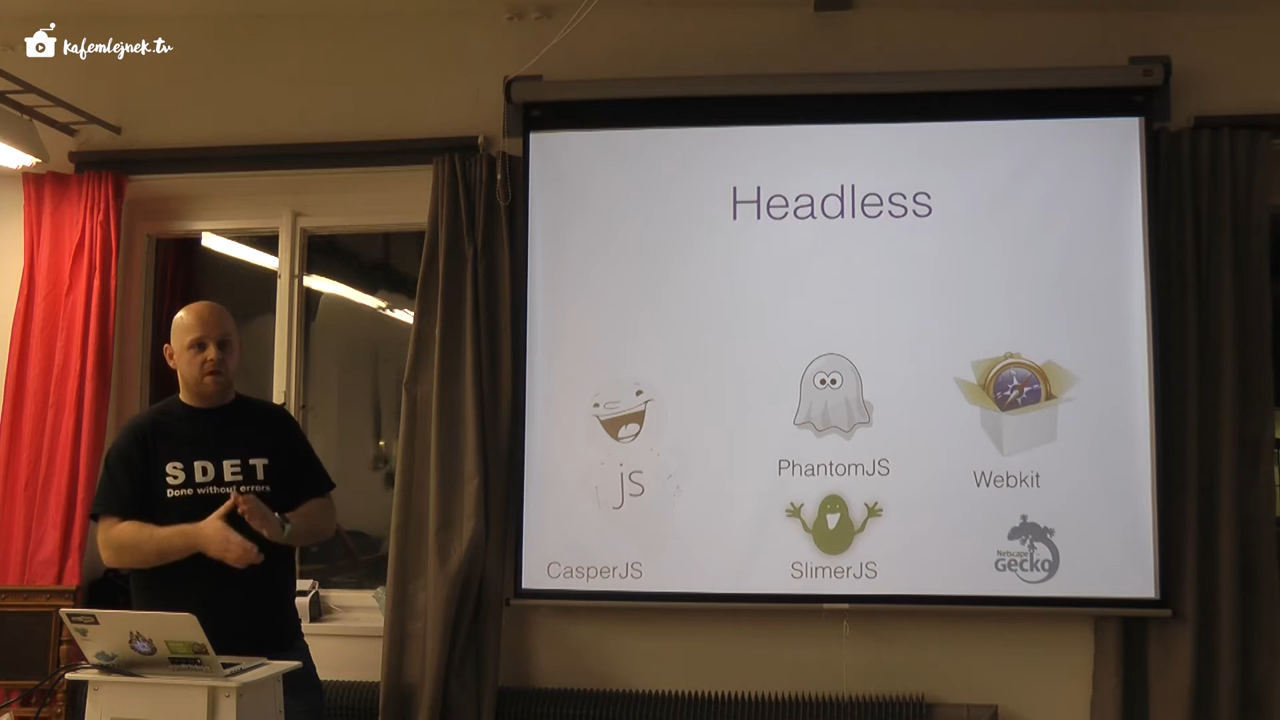 kafemlejnek.tv
Headless
SDET
Done without errors
js
PhantomJS
Webkit
CasperJS
SlimerJS
Netscape
Gecko